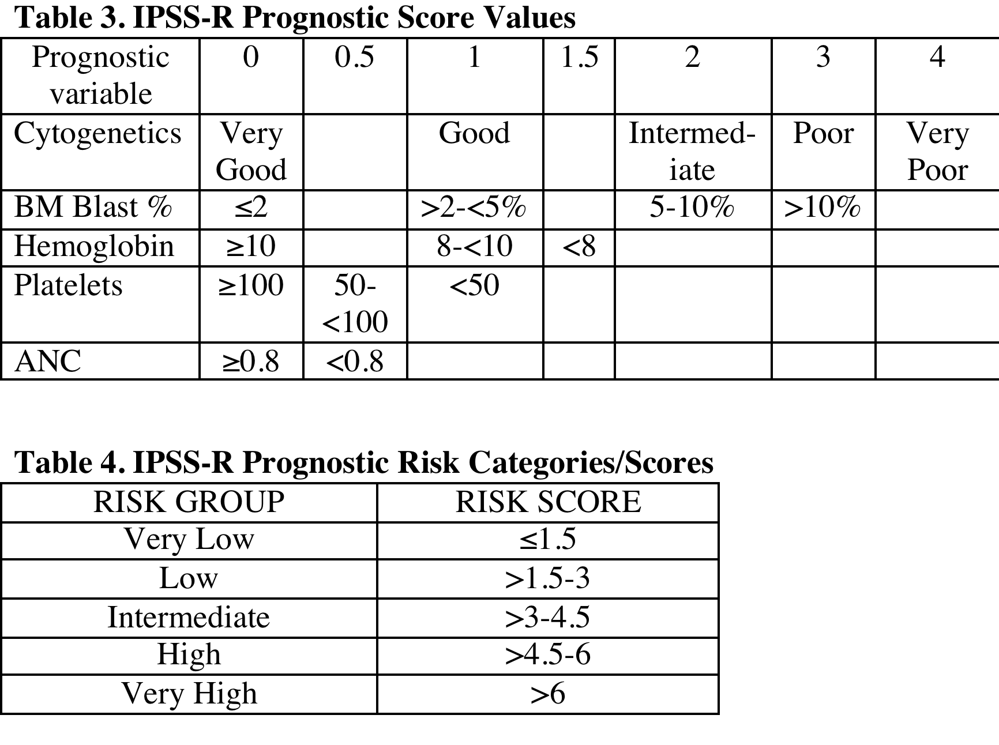 Table 3. IPSS-R Prognostic Score Values
Prognostic variable 0 0.5 1 1.5 2 3 4
Cytogenetics Very Good Good Intermed-iate Poor Very Poor
BM Blast % ≤2 >2-<5% 5-10% >10%
Hemoglobin ≥10 8-<10 <8
Platelets ≥100 50-<100 <50
ANC ≥0.8 <0.8
Table 4. IPSS-R Prognostic Risk Categories/Scores
RISK GROUP RISK SCORE
Very Low ≤1.5
Low >1.5-3
Intermediate >3-4.5
High >4.5-6
Very High >6